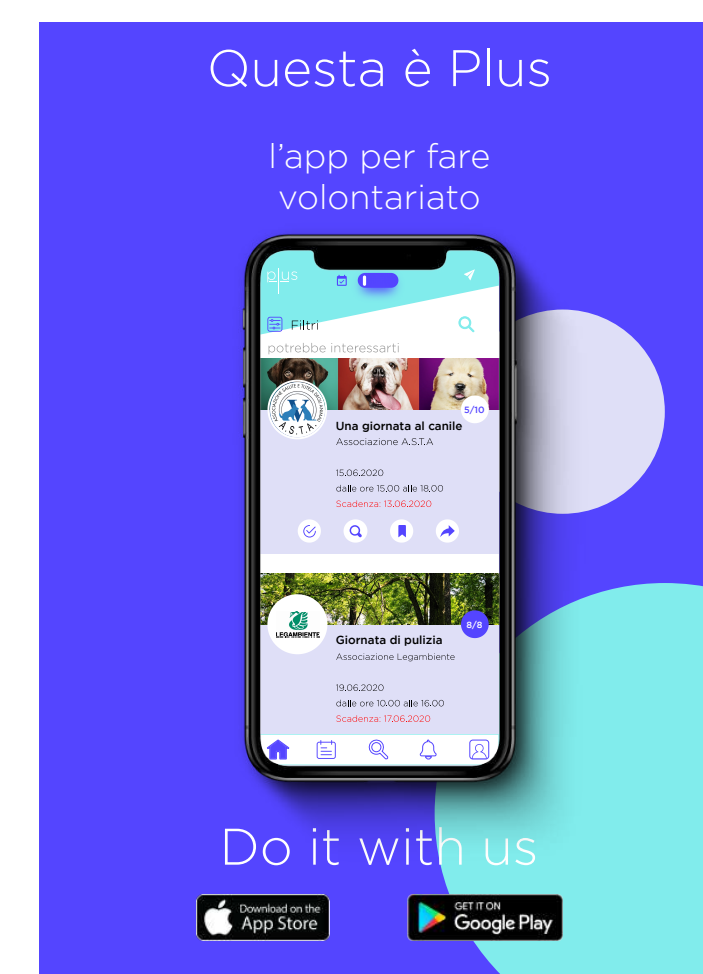 Questa è Plus
l'app per fare
volontariato
plus
Filtri
potrebbe interessarti
5/10
A.S.T.A.
Una giornata al canile
Associazione A.S.T.A
15.06.2020
dalle ore 15.00 alle 18.00
Scadenza: 13.06.2020
8/8
LEGAMBIENTE
Giornata di pulizia
Associazione Legambiente
19.06.2020
dalle ore 10.00 alle 16.00
Scadenza: 17.06.2020
Do it with us
Download on the
App Store
GET IT ON
Google Play